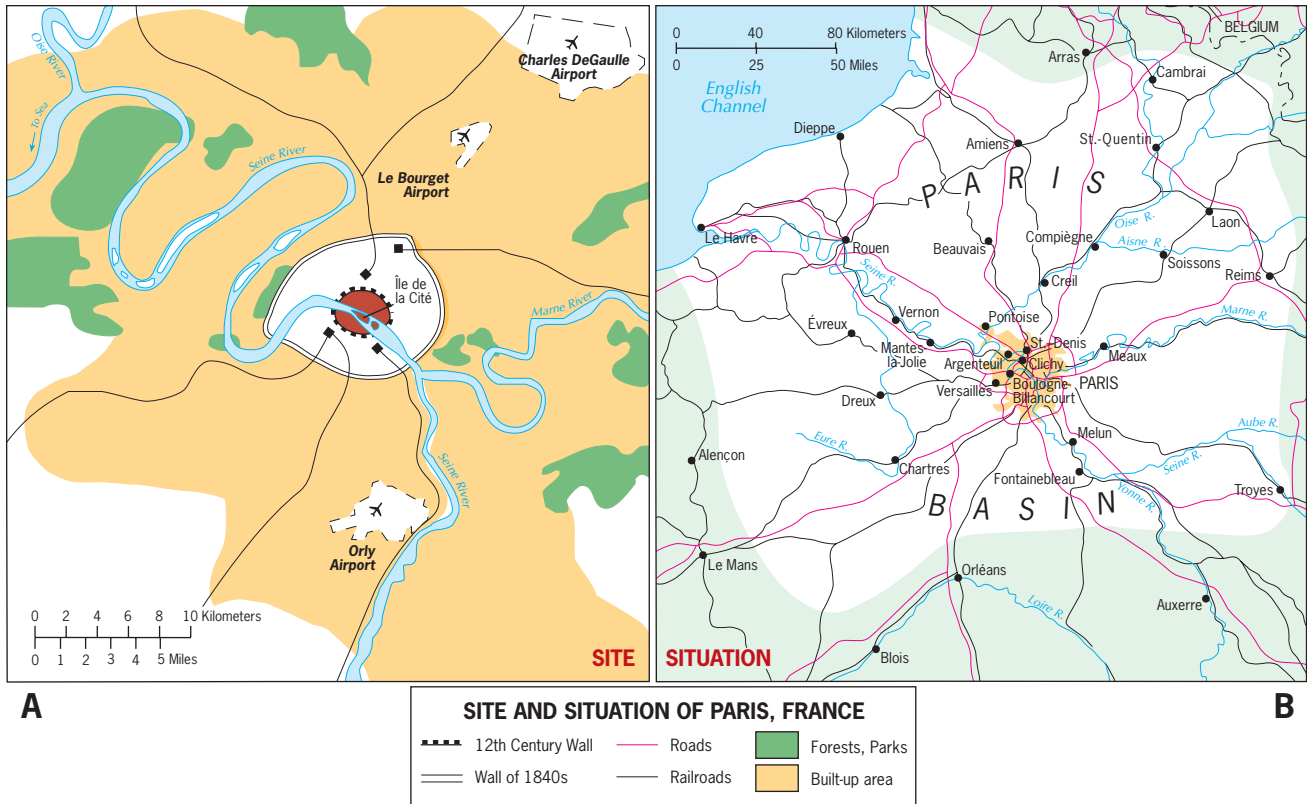 Oise River
To Sea
Charles DeGaulle
Airport
Seine River
Le Bourget
Airport
Île de
la Cité
Marne River
Seine River
Orly
Airport
0 2 4 6 8 10 Kilometers
0 1 2 3 4 5 Miles
SITE
A
0 40 80 Kilometers
0 25 50 Miles
BELGIUM
English
Channel
Arras
Cambrai
Dieppe
Amiens
St.-Quentin
PARIS
Le Havre
Rouen
Beauvais
Compiègne
Oise R.
Aisne R.
Laon
Soissons
Reims
Seine R.
Creil
Vernon
Pontoise
Marne R.
Évreux
Mantes-
la-Jolie
St.-Denis
Argenteuil
Clichy
Meaux
Versailles
Boulogne-
Billancourt
PARIS
Dreux
Eure R.
Chartres
Melun
Aube R.
Seine R.
Alençon
Fontainebleau
Yonne R.
Troyes
BASIN
Le Mans
Orléans
Loire R.
Auxerre
Blois
SITUATION
B
SITE AND SITUATION OF PARIS, FRANCE
12th Century Wall
Roads
Forests, Parks
Wall of 1840s
Railroads
Built-up area